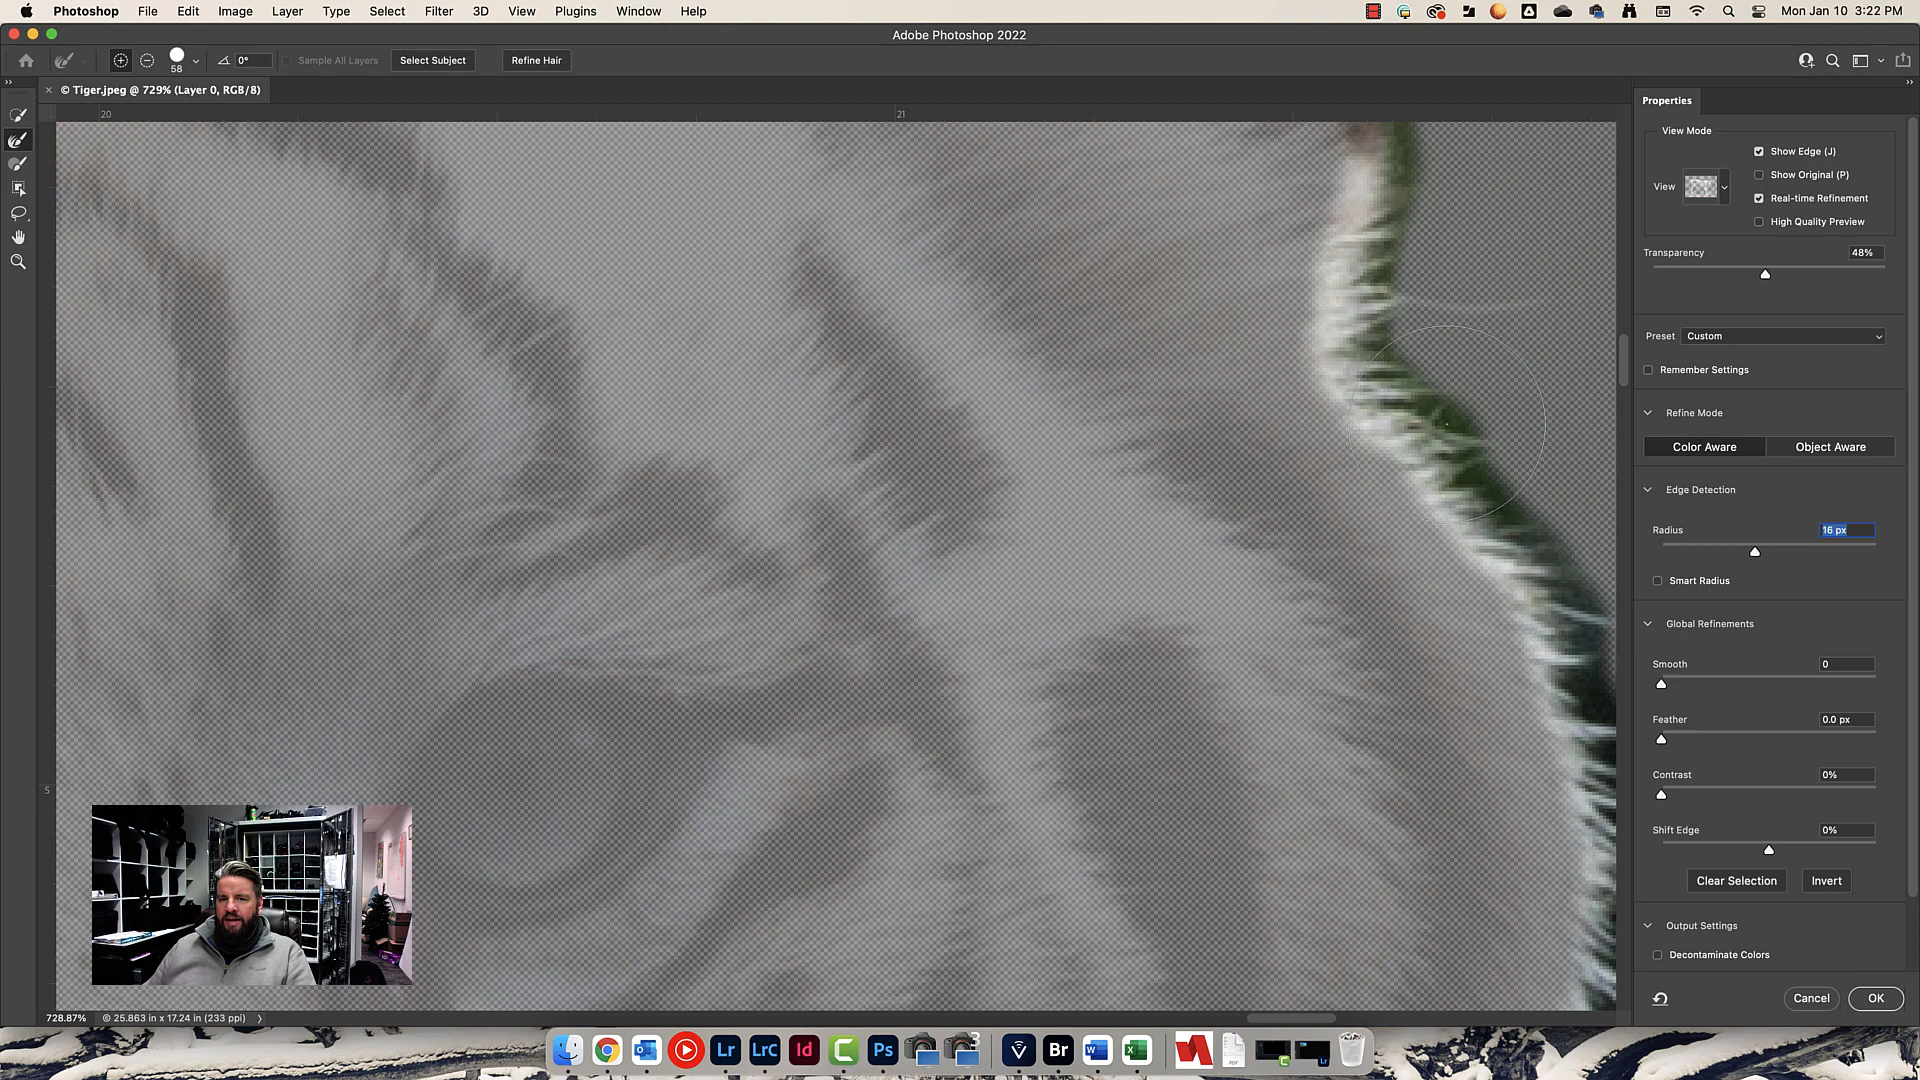 Photoshop File Edit Image Layer Type Select Filter 3D View Plugins Window Help Mon Jan 10 3:22 PM
Adobe Photoshop 2022
58 0° Sample All Layers Select Subject Refine Hair
× © Tiger.jpeg @ 729% (Layer 0, RGB/8)
20 21
5
Properties
View Mode
Show Edge (J)
Show Original (P)
View
Real-time Refinement
High Quality Preview
Transparency 48%
Preset Custom
Remember Settings
Refine Mode
Color Aware Object Aware
Edge Detection
Radius 16 px
Smart Radius
Global Refinements
Smooth 0
Feather 0.0 px
Contrast 0%
Shift Edge 0%
Clear Selection Invert
Output Settings
Decontaminate Colors
Cancel OK
728.87% © 25.863 in x 17.24 in (233 ppi)
Lr LrC Id Ps 3 Br W X PDF Lr